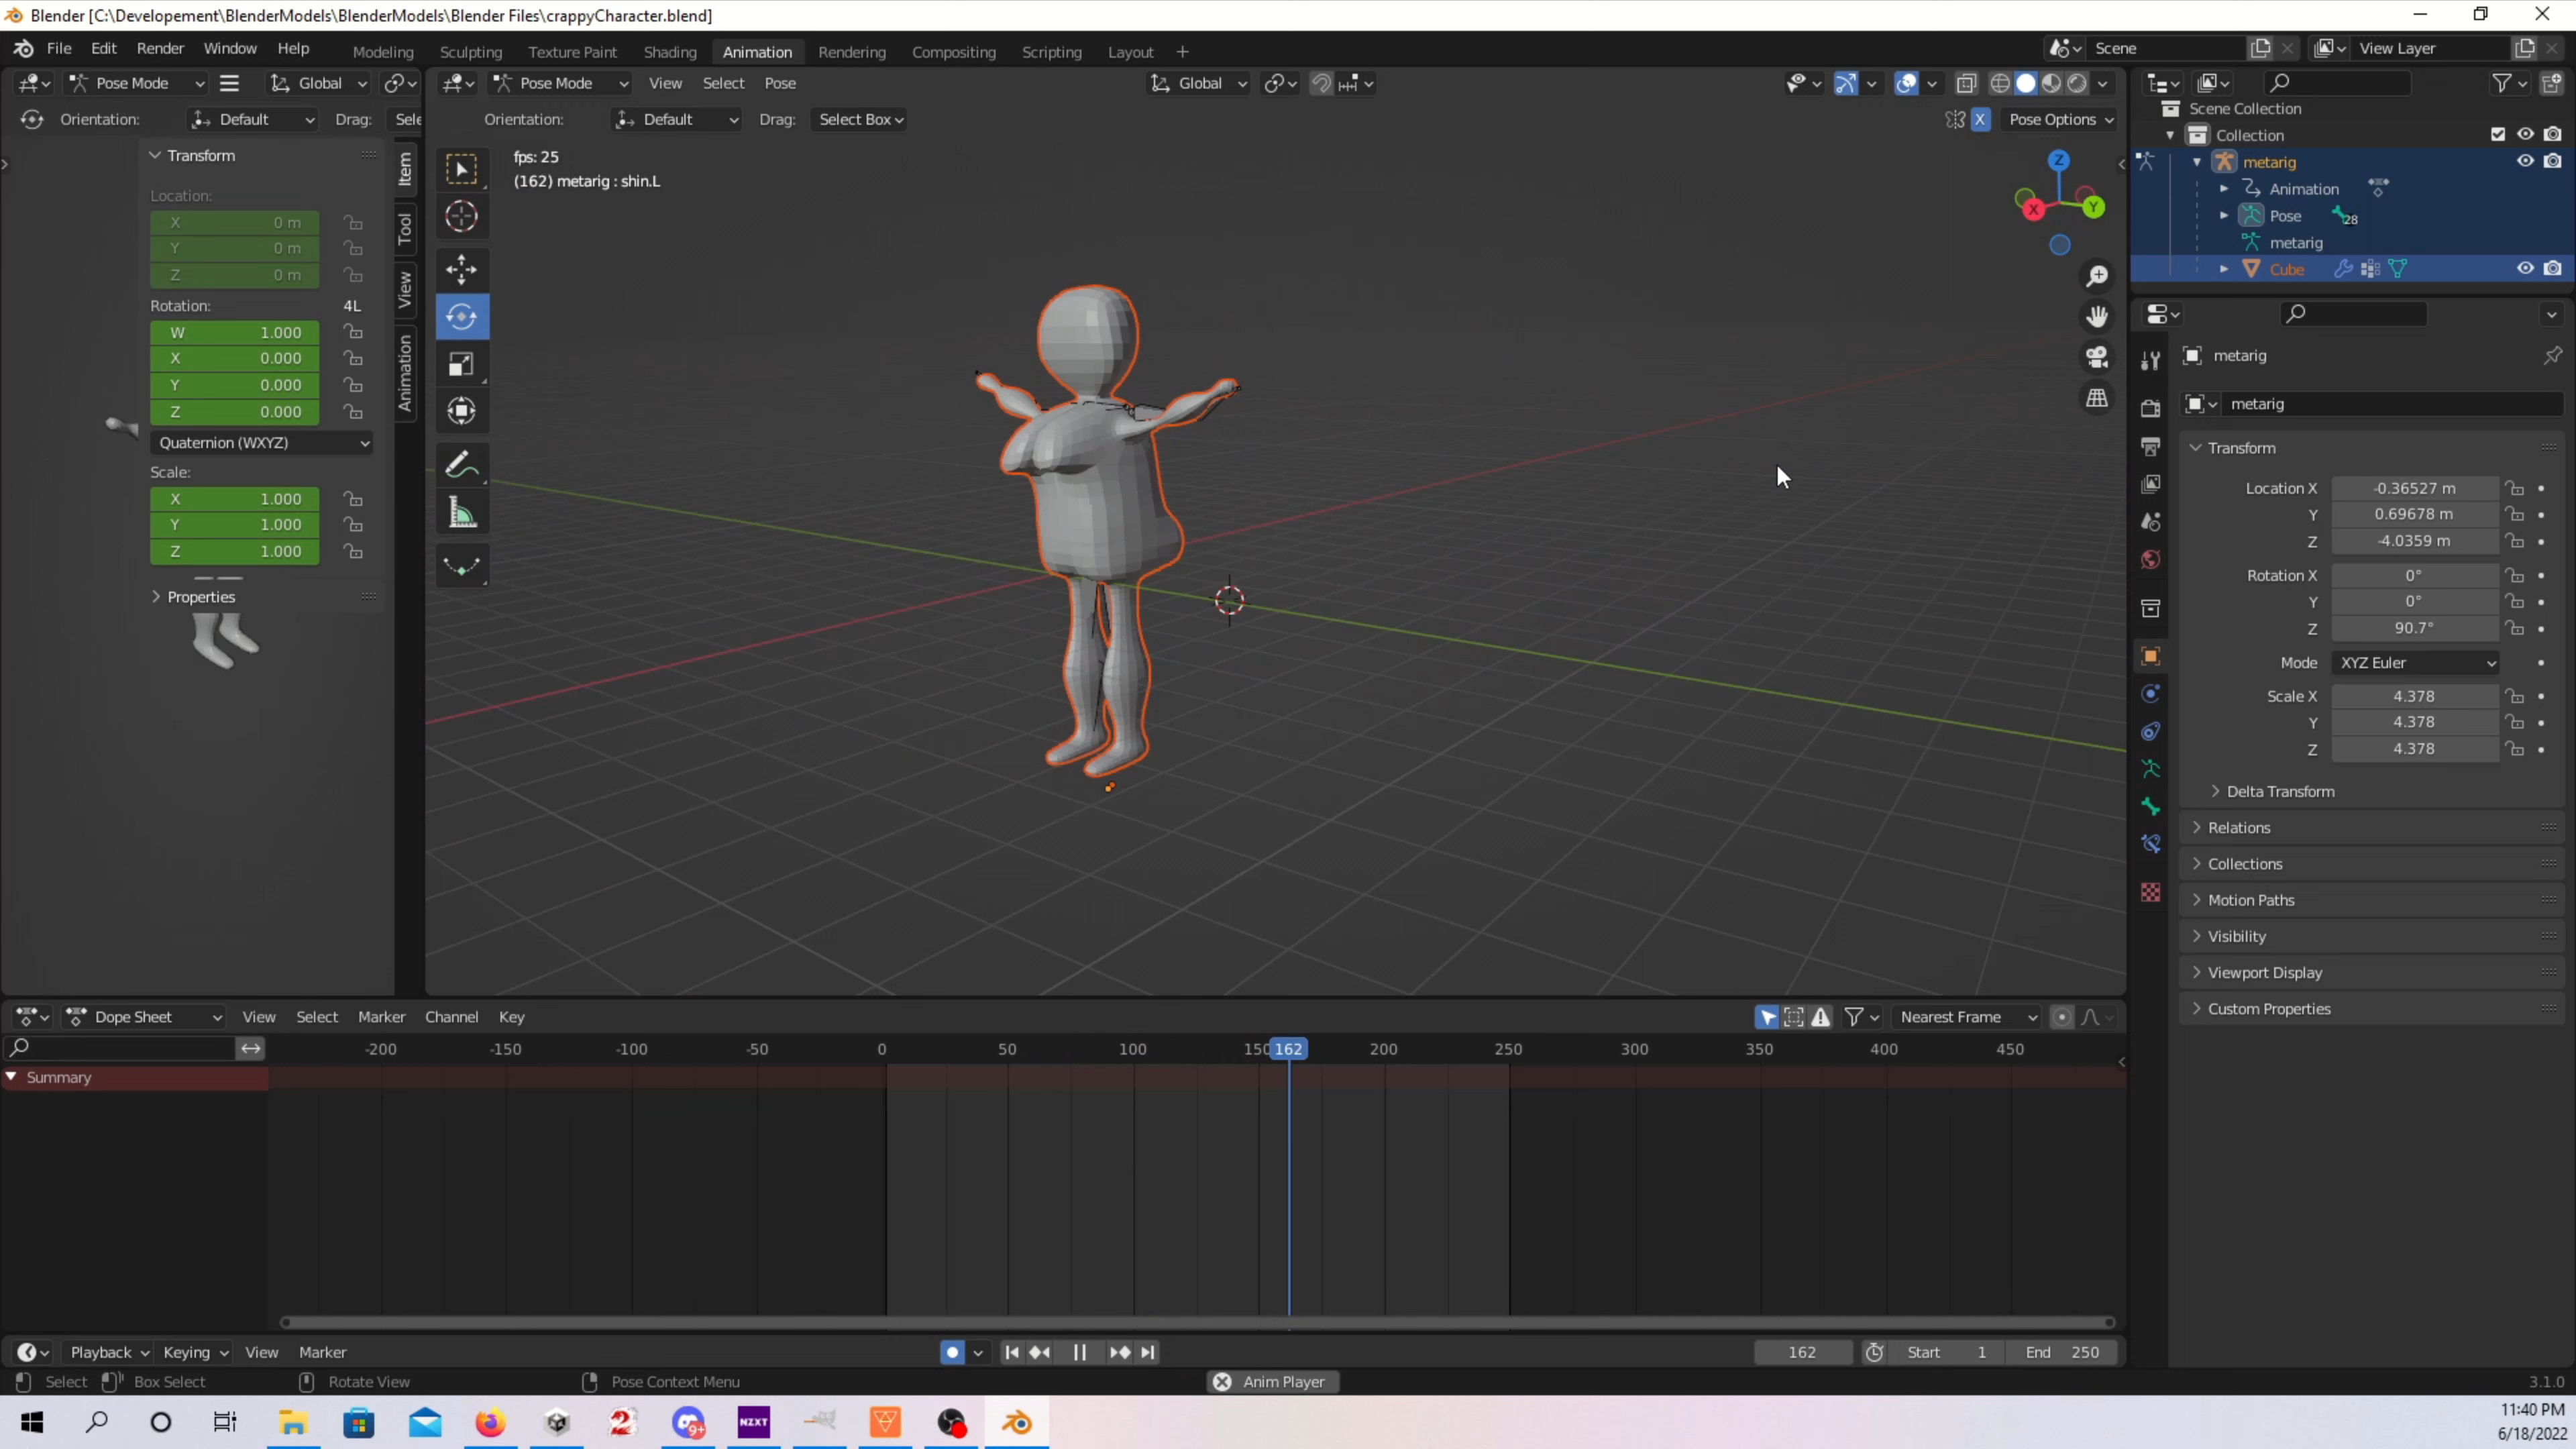 Blender [C:\Developement\BlenderModels\BlenderModels\Blender Files\crappyCharacter.blend]
File Edit Render Window Help Modeling Sculpting Texture Paint Shading Animation Rendering Compositing Scripting Layout + Scene View Layer
Pose Mode Global Pose Mode View Select Pose Global
Orientation: Default Drag: Sele Orientation: Default Drag: Select Box X Pose Options
Scene Collection
Collection
metarig
Animation
Pose 28
metarig
Cube
Transform
Location:
X 0 m
Y 0 m
Z 0 m
Rotation: 4L
W 1.000
X 0.000
Y 0.000
Z 0.000
Quaternion (WXYZ)
Scale:
X 1.000
Y 1.000
Z 1.000
Properties
Item
Tool
View
Animation
fps: 25
(162) metarig : shin.L
Z
X Y
metarig
metarig
Transform
Location X -0.36527 m
Y 0.69678 m
Z -4.0359 m
Rotation X 0°
Y 0°
Z 90.7°
Mode XYZ Euler
Scale X 4.378
Y 4.378
Z 4.378
Delta Transform
Relations
Collections
Motion Paths
Visibility
Viewport Display
Custom Properties
Dope Sheet View Select Marker Channel Key Nearest Frame
-200 -150 -100 -50 0 50 100 150 162 200 250 300 350 400 450
Summary
Playback Keying View Marker 162 Start 1 End 250
Select Box Select Rotate View Pose Context Menu Anim Player 3.1.0
2 9+ NZXT
11:40 PM
6/18/2022